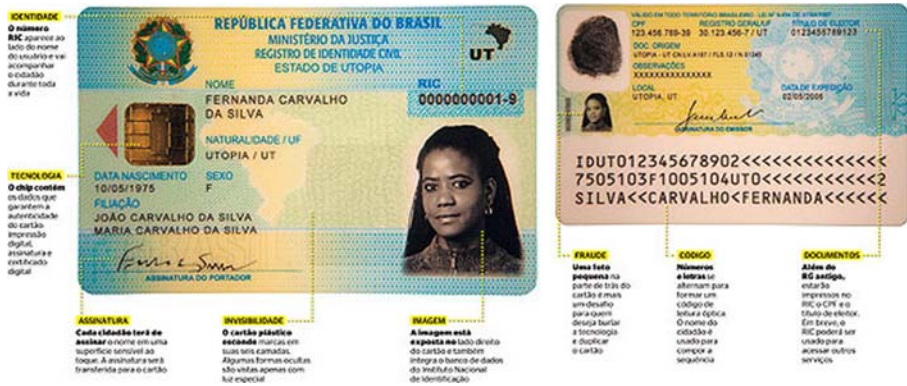 IDENTIDADE
O número
RIC aparece ao
lado do nome
do usuário e vai
acompanhar
o cidadão
durante toda
a vida
TECNOLOGIA
O chip contém
os dados que
garantem a
autenticidade
do cartão:
impressão
digital,
assinatura e
certificado
digital
REPÚBLICA FEDERATIVA DO BRASIL
MINISTÉRIO DA JUSTIÇA
REGISTRO DE IDENTIDADE CIVIL
ESTADO DE UTOPIA
UT
NOME
FERNANDA CARVALHO
DA SILVA
RIC
0000000001-9
NATURALIDADE / UF
UTOPIA / UT
DATA NASCIMENTO SEXO
10/05/1975 F
FILIAÇÃO
JOÃO CARVALHO DA SILVA
MARIA CARVALHO DA SILVA
ASSINATURA DO PORTADOR
ASSINATURA
Cada cidadão terá de
assinar o nome em uma
superfície sensível ao
toque. A assinatura será
transferida para o cartão
INVISIBILIDADE
O cartão plástico
esconde marcas em
suas seis camadas.
Algumas formas ocultas
são vistas apenas com
luz especial
IMAGEM
A imagem está
exposta no lado direito
do cartão e também
integra o banco de dados
do Instituto Nacional
de Identificação
VÁLIDO EM TODO TERRITÓRIO BRASILEIRO
CPF REGISTRO GERAL/UF TÍTULO DE ELEITOR
123.456.789-39 30.123.456-7 / UT 0123456789123
DOC. ORIGEM
OBSERVAÇÕES
XXXXXXXXXXXXXXX
LOCAL DATA DE EXPEDIÇÃO
UTOPIA, UT 02/05/2005
ASSINATURA DO EMISSOR
IDUTO12345678902<<<<<<<<<<<<<<
7505103F1005104UTO<<<<<<<<<<<2
SILVA<<CARVALHO<FERNANDA<<<<<<
FRAUDE
Uma foto
pequena na
parte de trás do
cartão é mais
um desafio
para quem
deseja burlar
a tecnologia
e duplicar
o cartão
CÓDIGO
Números
e letras se
alternam para
formar um
código de
leitura óptica.
O nome do
cidadão é
usado para
compor a
sequência
DOCUMENTOS
Além do
RG antigo,
estarão
impressos no
RIC o CPF e o
título de eleitor.
Em breve, o
RIC poderá ser
usado para
acessar outros
serviços